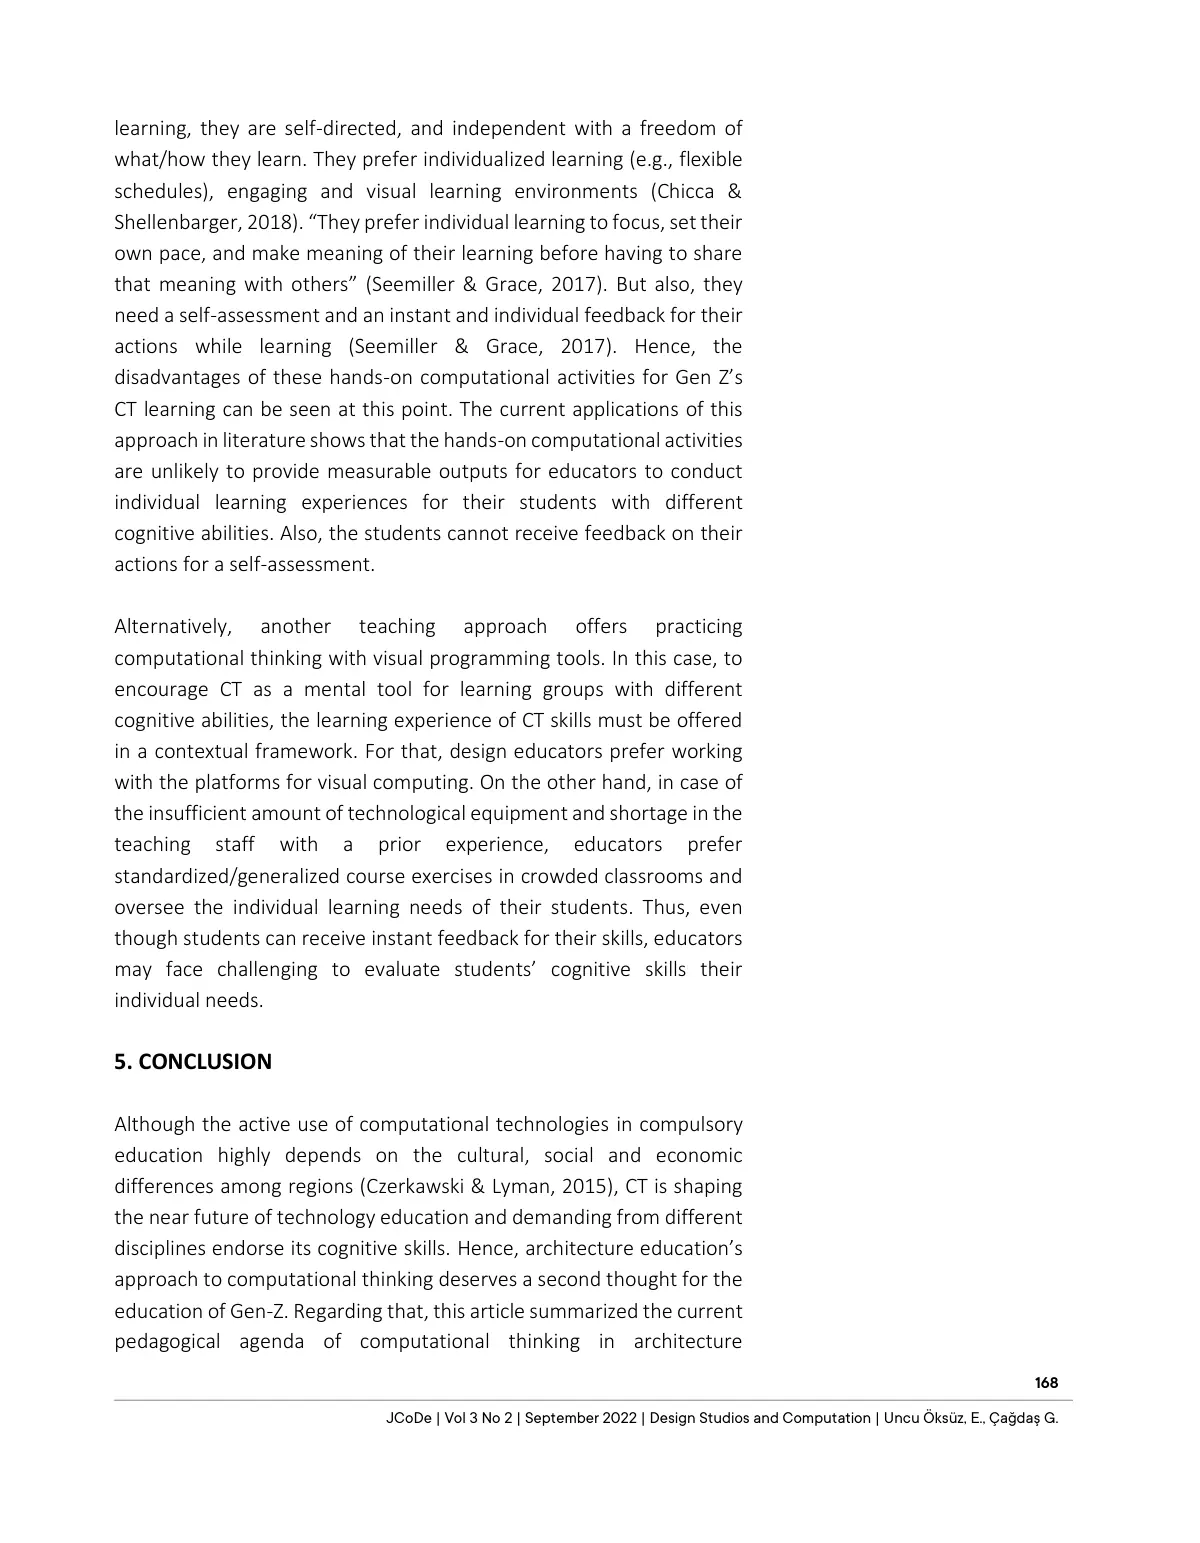 learning, they are self-directed, and independent with a freedom of
what/how they learn. They prefer individualized learning (e.g., flexible
schedules), engaging and visual learning environments (Chicca &
Shellenbarger, 2018). “They prefer individual learning to focus, set their
own pace, and make meaning of their learning before having to share
that meaning with others” (Seemiller & Grace, 2017). But also, they
need a self-assessment and an instant and individual feedback for their
actions while learning (Seemiller & Grace, 2017). Hence, the
disadvantages of these hands-on computational activities for Gen Z’s
CT learning can be seen at this point. The current applications of this
approach in literature shows that the hands-on computational activities
are unlikely to provide measurable outputs for educators to conduct
individual learning experiences for their students with different
cognitive abilities. Also, the students cannot receive feedback on their
actions for a self-assessment.
Alternatively, another teaching approach offers practicing
computational thinking with visual programming tools. In this case, to
encourage CT as a mental tool for learning groups with different
cognitive abilities, the learning experience of CT skills must be offered
in a contextual framework. For that, design educators prefer working
with the platforms for visual computing. On the other hand, in case of
the insufficient amount of technological equipment and shortage in the
teaching staff with a prior experience, educators prefer
standardized/generalized course exercises in crowded classrooms and
oversee the individual learning needs of their students. Thus, even
though students can receive instant feedback for their skills, educators
may face challenging to evaluate students’ cognitive skills their
individual needs.
5. CONCLUSION
Although the active use of computational technologies in compulsory
education highly depends on the cultural, social and economic
differences among regions (Czerkawski & Lyman, 2015), CT is shaping
the near future of technology education and demanding from different
disciplines endorse its cognitive skills. Hence, architecture education’s
approach to computational thinking deserves a second thought for the
education of Gen-Z. Regarding that, this article summarized the current
pedagogical agenda of computational thinking in architecture
168
JCoDe | Vol 3 No 2 | September 2022 | Design Studios and Computation | Uncu Öksüz, E., Çağdaş G.